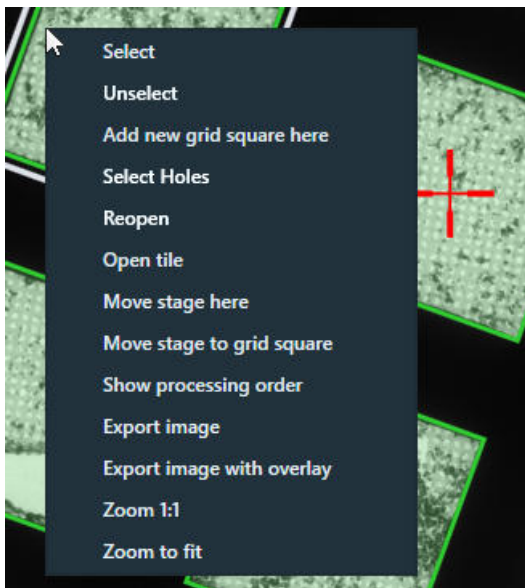 Select
Unselect
Add new grid square here
Select Holes
Reopen
Open tile
Move stage here
Move stage to grid square
Show processing order
Export image
Export image with overlay
Zoom 1:1
Zoom to fit